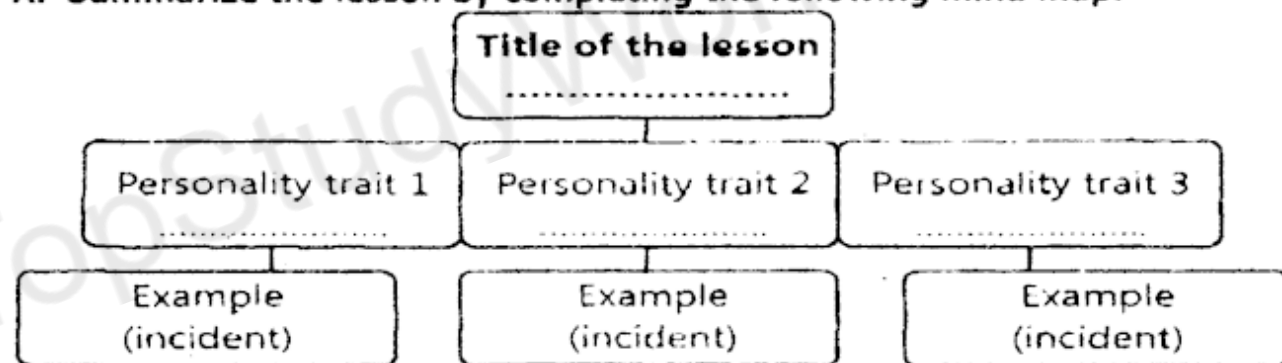 Title of the lesson
......................
Personality trait 1 Personality trait 2 Personality trait 3
...................... ...................... ......................
Example Example Example
(incident) (incident) (incident)